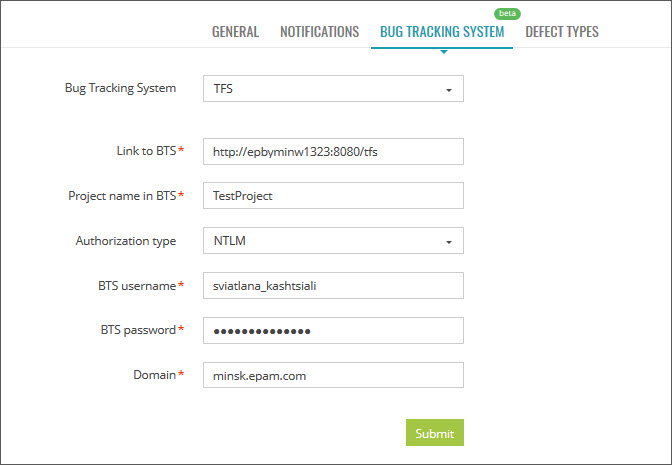 beta
GENERAL NOTIFICATIONS BUG TRACKING SYSTEM DEFECT TYPES
Bug Tracking System TFS
Link to BTS* http://epbyminw1323:8080/tfs
Project name in BTS* TestProject
Authorization type NTLM
BTS username* sviatlana_kashtsiali
BTS password* ●●●●●●●●●●●●●●
Domain* minsk.epam.com
Submit